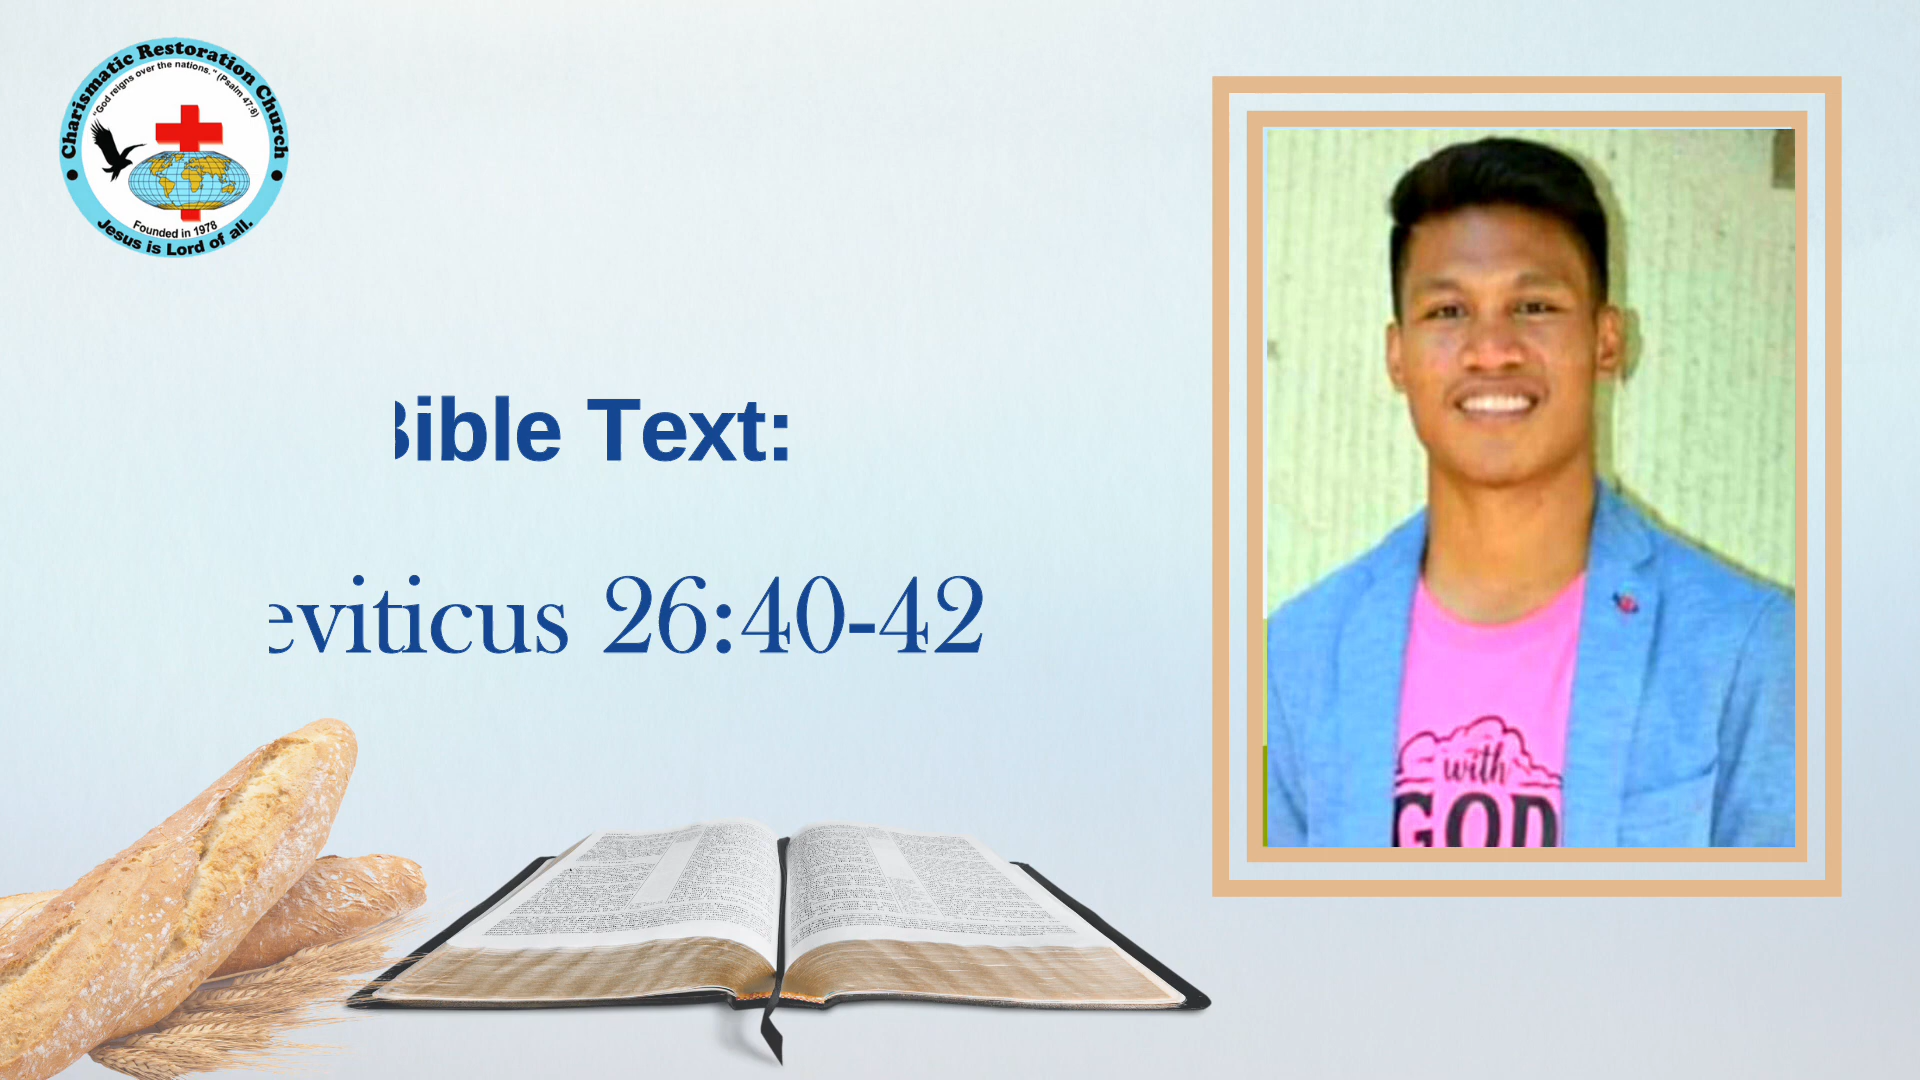 Charismatic Restoration Church
"God reigns over the nations." (Psalm 47:8)
Founded in 1978
Jesus is Lord of all.
Bible Text:
eviticus 26:40-42
with
GOD